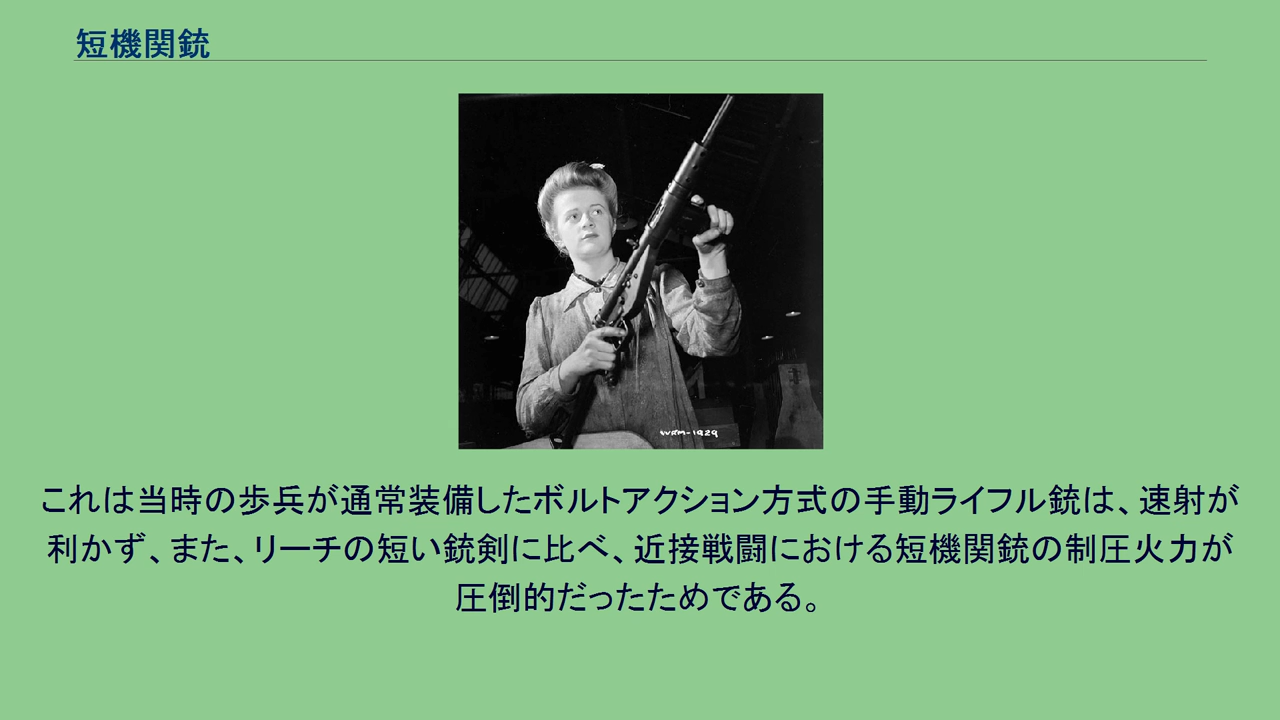 短機関銃
WRM-1929
これは当時の歩兵が通常装備したボルトアクション方式の手動ライフル銃は、速射が
利かず、また、リーチの短い銃剣に比べ、近接戦闘における短機関銃の制圧火力が
圧倒的だったためである。